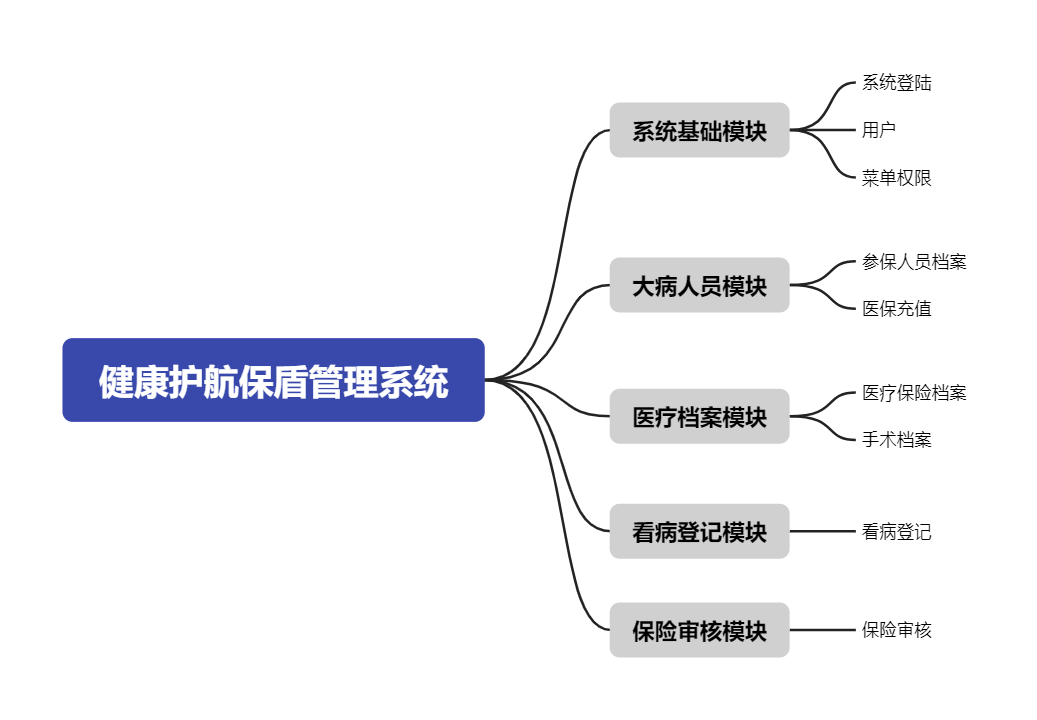 健康护航保盾管理系统
系统基础模块
系统登陆
用户
菜单权限
大病人员模块
参保人员档案
医保充值
医疗档案模块
医疗保险档案
手术档案
看病登记模块
看病登记
保险审核模块
保险审核